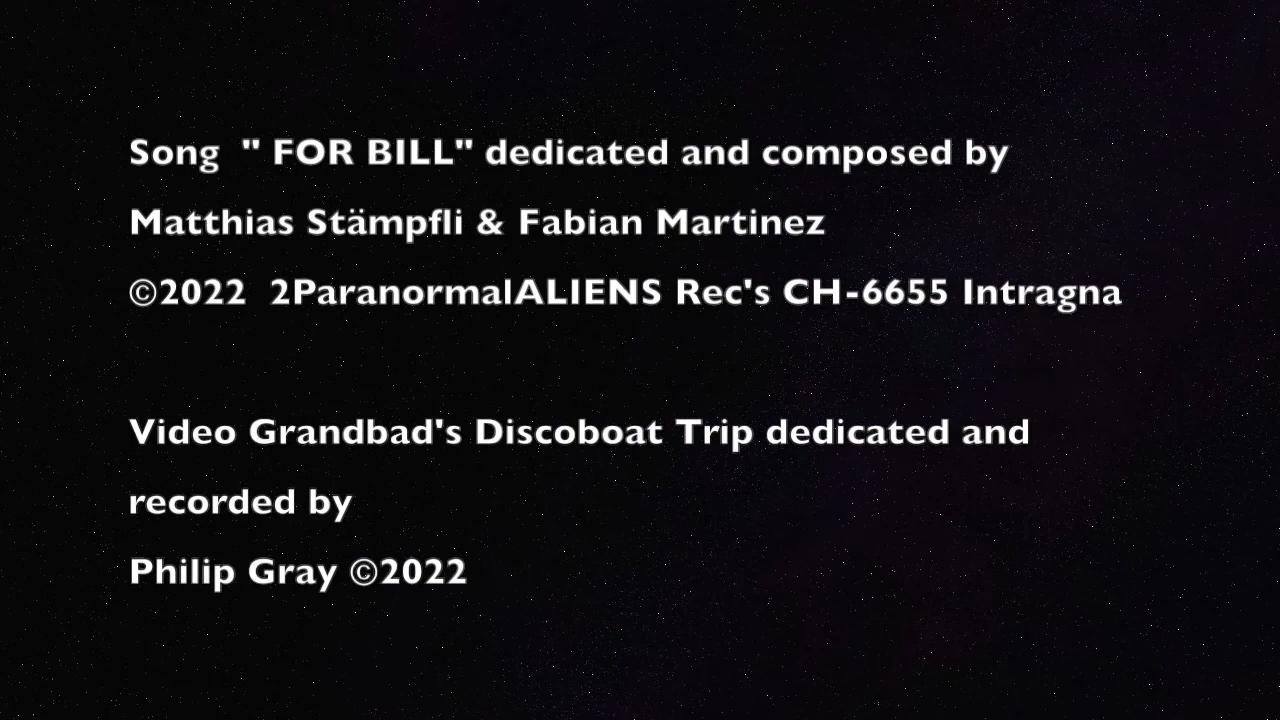 Song  " FOR BILL" dedicated and composed by
Matthias Stämpfli & Fabian Martinez
©2022  2ParanormalALIENS Rec's CH-6655 Intragna
Video Grandbad's Discoboat Trip dedicated and
recorded by
Philip Gray ©2022